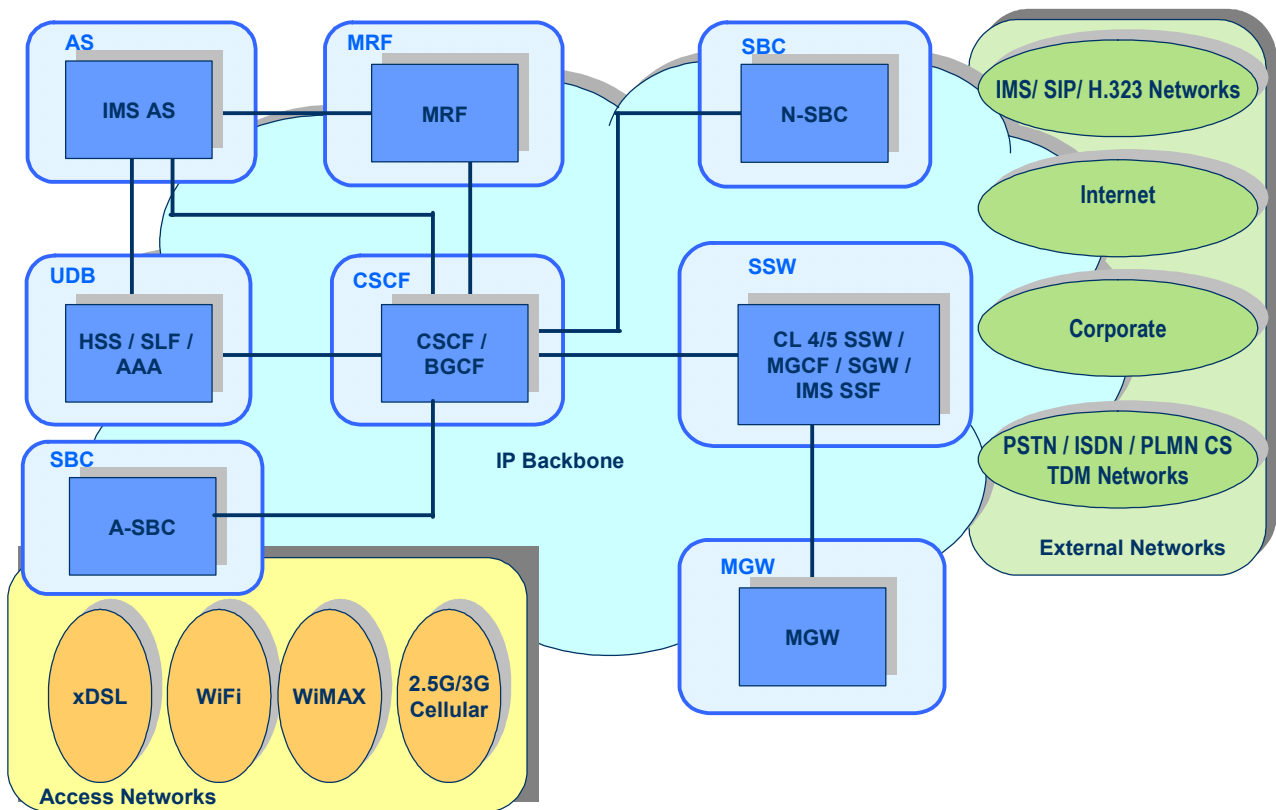 AS
IMS AS
MRF
MRF
SBC
N-SBC
IMS/ SIP/ H.323 Networks
Internet
Corporate
PSTN / ISDN / PLMN CS
TDM Networks
External Networks
UDB
HSS / SLF /
AAA
CSCF
CSCF /
BGCF
SSW
CL 4/5 SSW /
MGCF / SGW /
IMS SSF
SBC
A-SBC
IP Backbone
MGW
MGW
xDSL
WiFi
WiMAX
2.5G/3G
Cellular
Access Networks